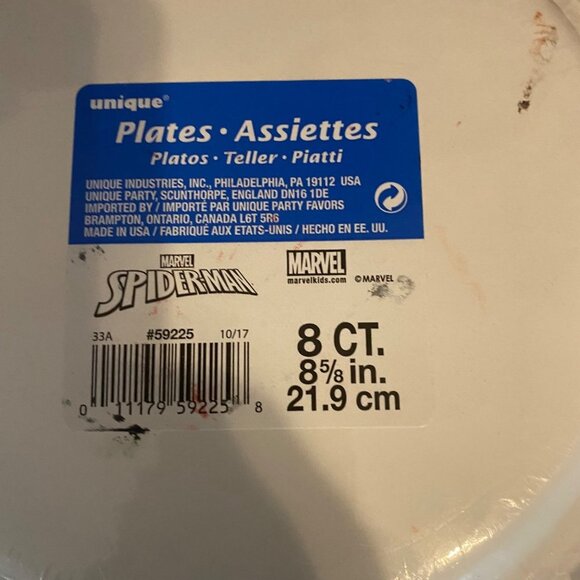 unique®
Plates · Assiettes
Platos · Teller · Piatti
UNIQUE INDUSTRIES, INC., PHILADELPHIA, PA 19112 USA
UNIQUE PARTY, SCUNTHORPE, ENGLAND DN16 1DE
IMPORTED BY / IMPORTÉ PAR UNIQUE PARTY FAVORS
BRAMPTON, ONTARIO, CANADA L6T 5R6
MADE IN USA / FABRIQUÉ AUX ETATS-UNIS / HECHO EN EE. UU.
MARVEL
SPIDER-MAN
MARVEL
marvelkids.com
©MARVEL
33A #59225 10/17
0 11179 59225 8
8 CT.
8⅝ in.
21.9 cm